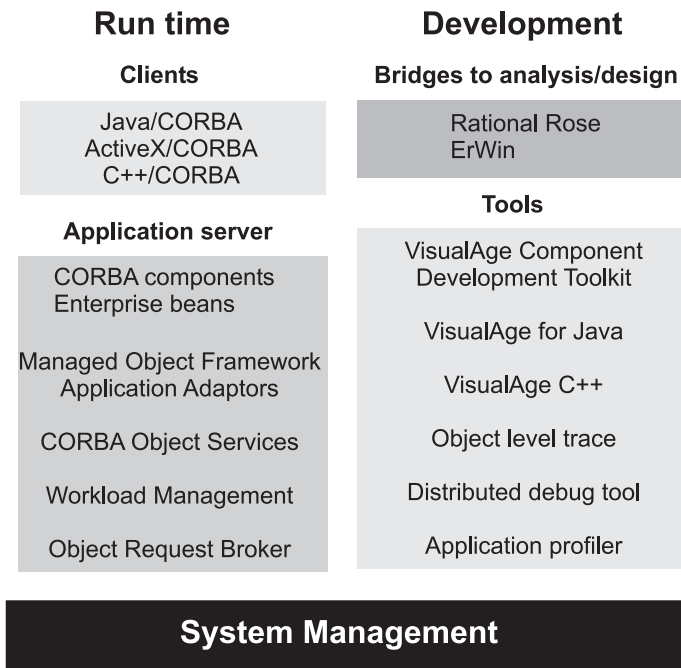 Run time
Clients
Java/CORBA
ActiveX/CORBA
C++/CORBA
Application server
CORBA components
Enterprise beans
Managed Object Framework
Application Adaptors
CORBA Object Services
Workload Management
Object Request Broker
Development
Bridges to analysis/design
Rational Rose
ErWin
Tools
VisualAge Component
Development Toolkit
VisualAge for Java
VisualAge C++
Object level trace
Distributed debug tool
Application profiler
System Management